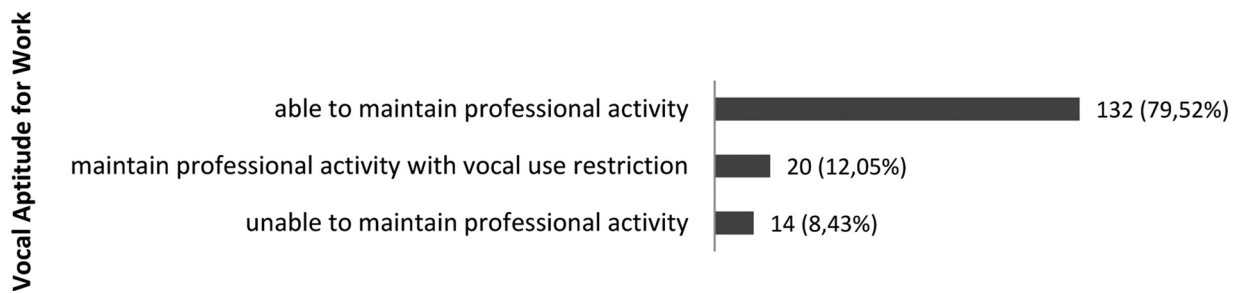 Vocal Aptitude for Work
able to maintain professional activity 132 (79,52%)
maintain professional activity with vocal use restriction 20 (12,05%)
unable to maintain professional activity 14 (8,43%)